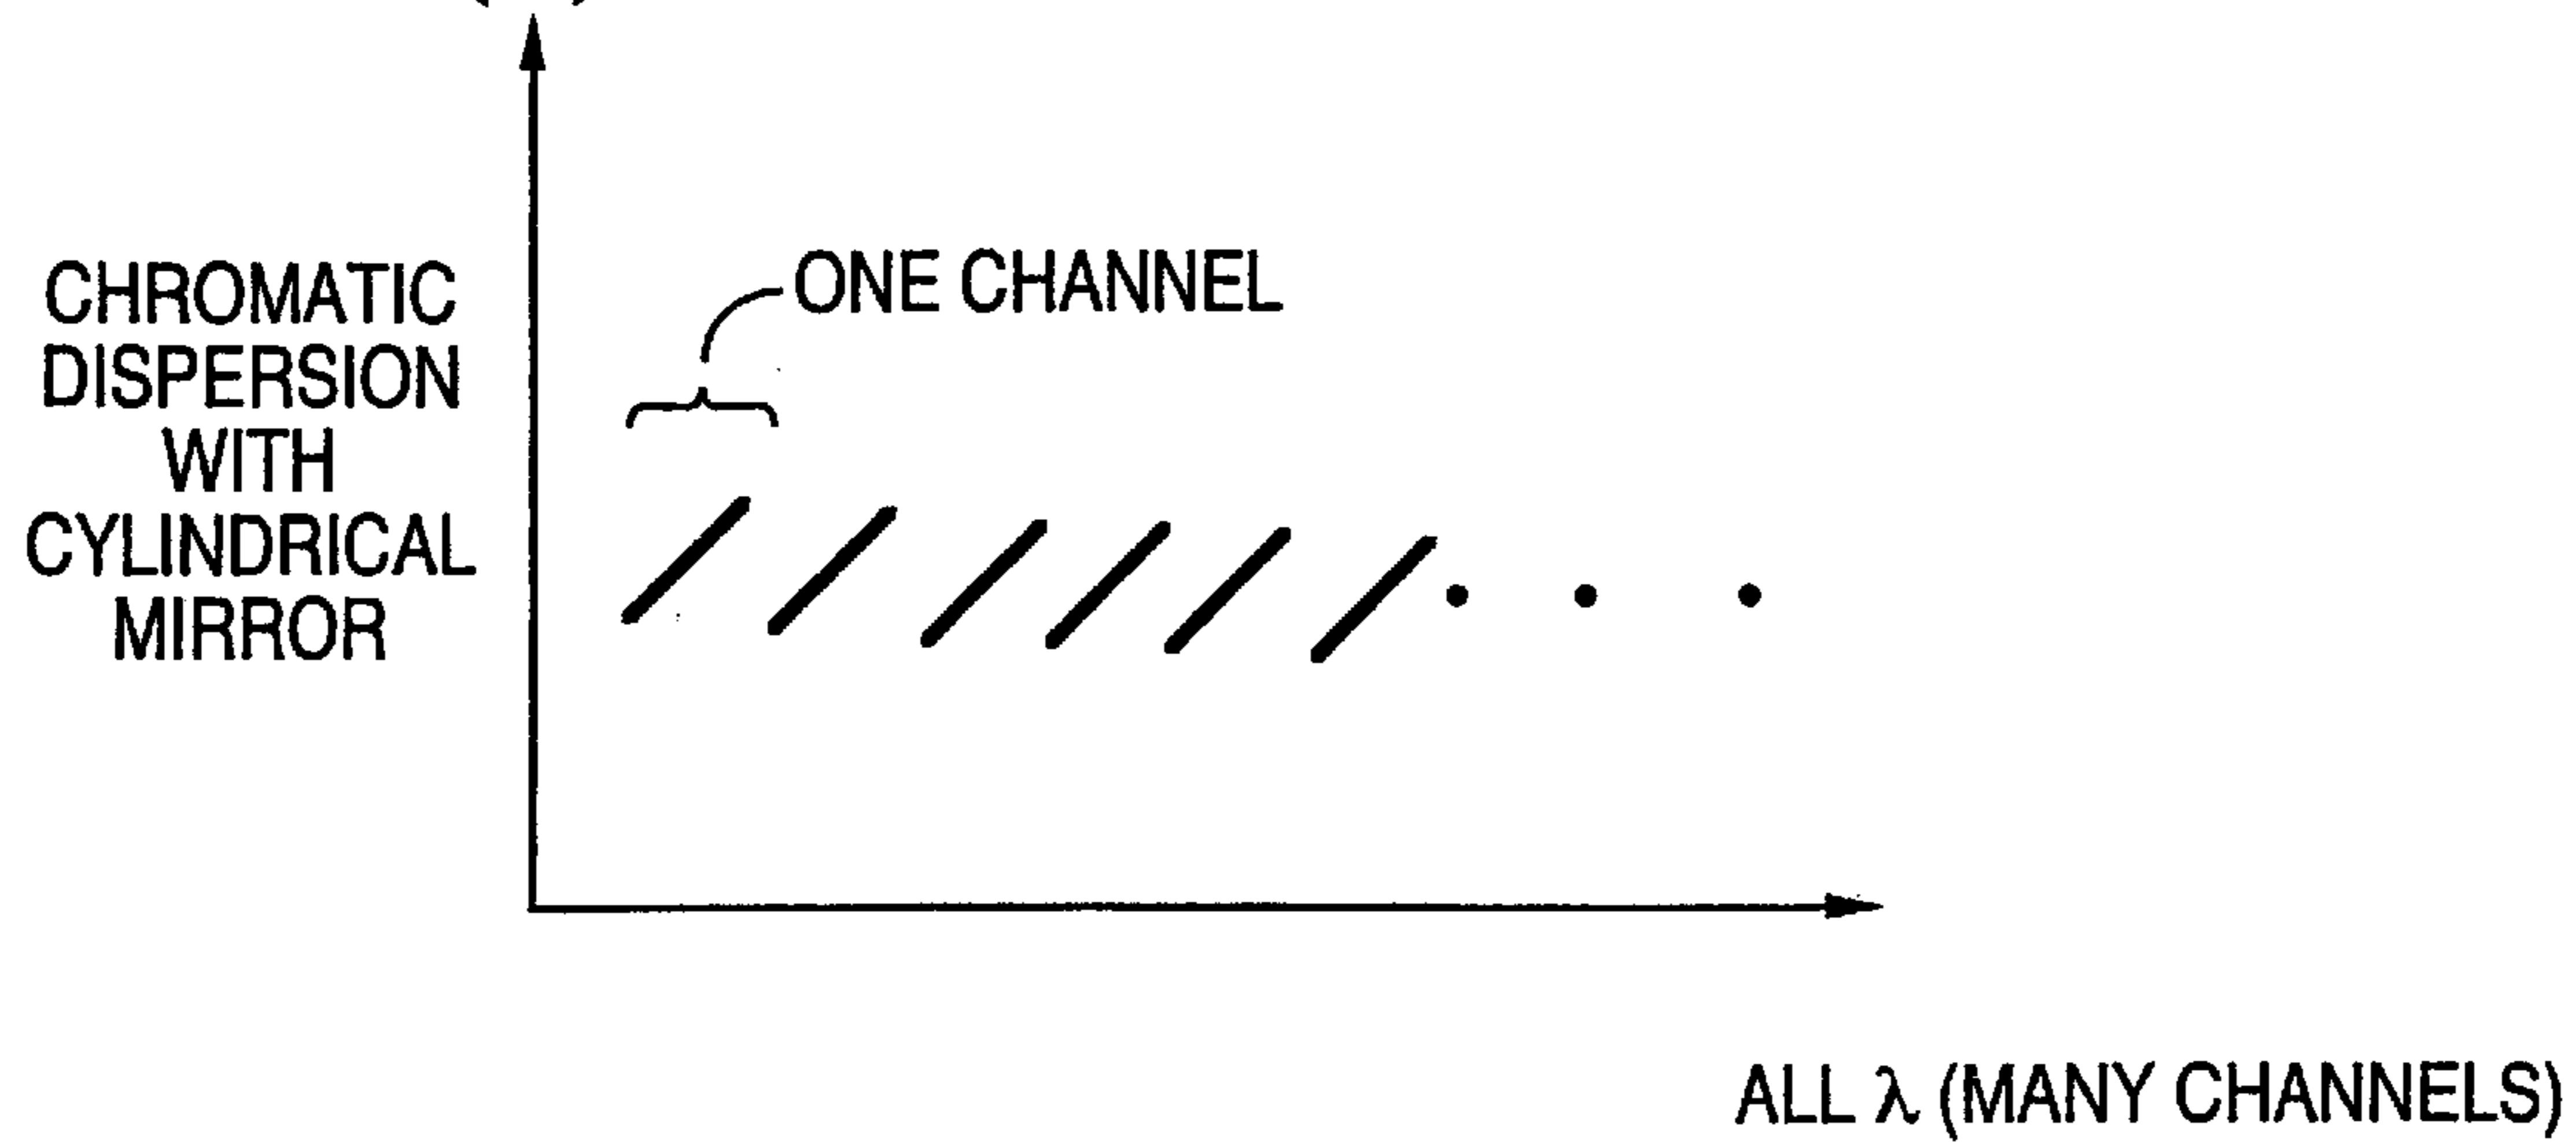 ONE CHANNEL
CHROMATIC
DISPERSION
WITH
CYLINDRICAL
MIRROR
ALL λ (MANY CHANNELS)